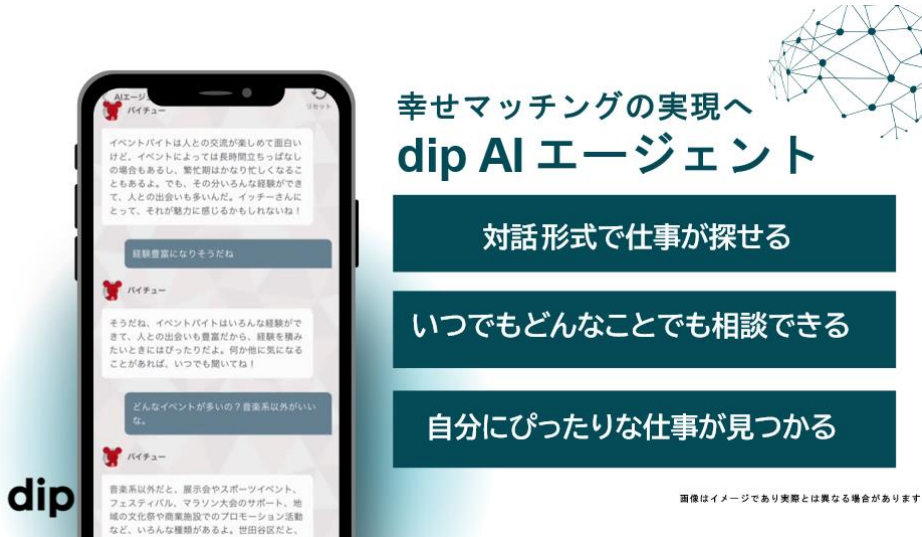 AIエージ
バイチュー
リセット
イベントバイトは人との交流が楽しめて面白い
けど、イベントによっては長時間立ちっぱなし
の場合もあるし、繁忙期はかなり忙しくなるこ
ともあるよ。でも、その分いろんな経験ができ
て、人との出会いも多いんだ。イッチーさんに
とって、それが魅力に感じるかもしれないね！
経験豊富になりそうだね
バイチュー
そうだね、イベントバイトはいろんな経験がで
きて、人との出会いも豊富だから、経験を積み
たいときにはぴったりだよ。何か他に気になる
ことがあれば、いつでも聞いてね！
どんなイベントが多いの？音楽系以外がいい
な。
バイチュー
音楽系以外だと、展示会やスポーツイベント、
フェスティバル、マラソン大会のサポート、地
域の文化祭や商業施設でのプロモーション活動
など、いろんな種類があるよ。世田谷区だと、
dip
幸せマッチングの実現へ
dip AI エージェント
対話形式で仕事が探せる
いつでもどんなことでも相談できる
自分にぴったりな仕事が見つかる
画像はイメージであり実際とは異なる場合があります